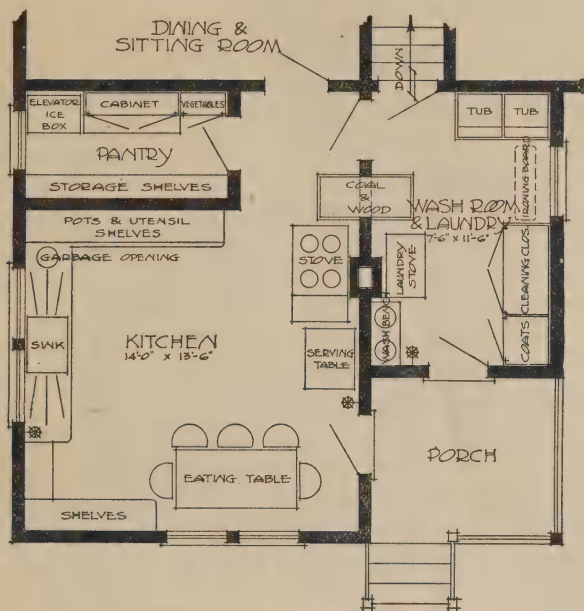 DINING &
SITTING ROOM
DOWN
ELEVATOR
ICE
BOX
CABINET
VEGETABLES
TUB
TUB
PANTRY
IRONING BOARD
STORAGE SHELVES
COAL
&
WOOD
WASH ROOM
& LAUNDRY
7'-6" X 11'-6"
POTS & UTENSIL
SHELVES
GARBAGE OPENING
STOVE
LAUNDRY
STOVE
CLEANING CLOS.
WASH BENCH
COATS
SINK
KITCHEN
14'-0" X 13'-6"
SERVING
TABLE
PORCH
EATING TABLE
SHELVES